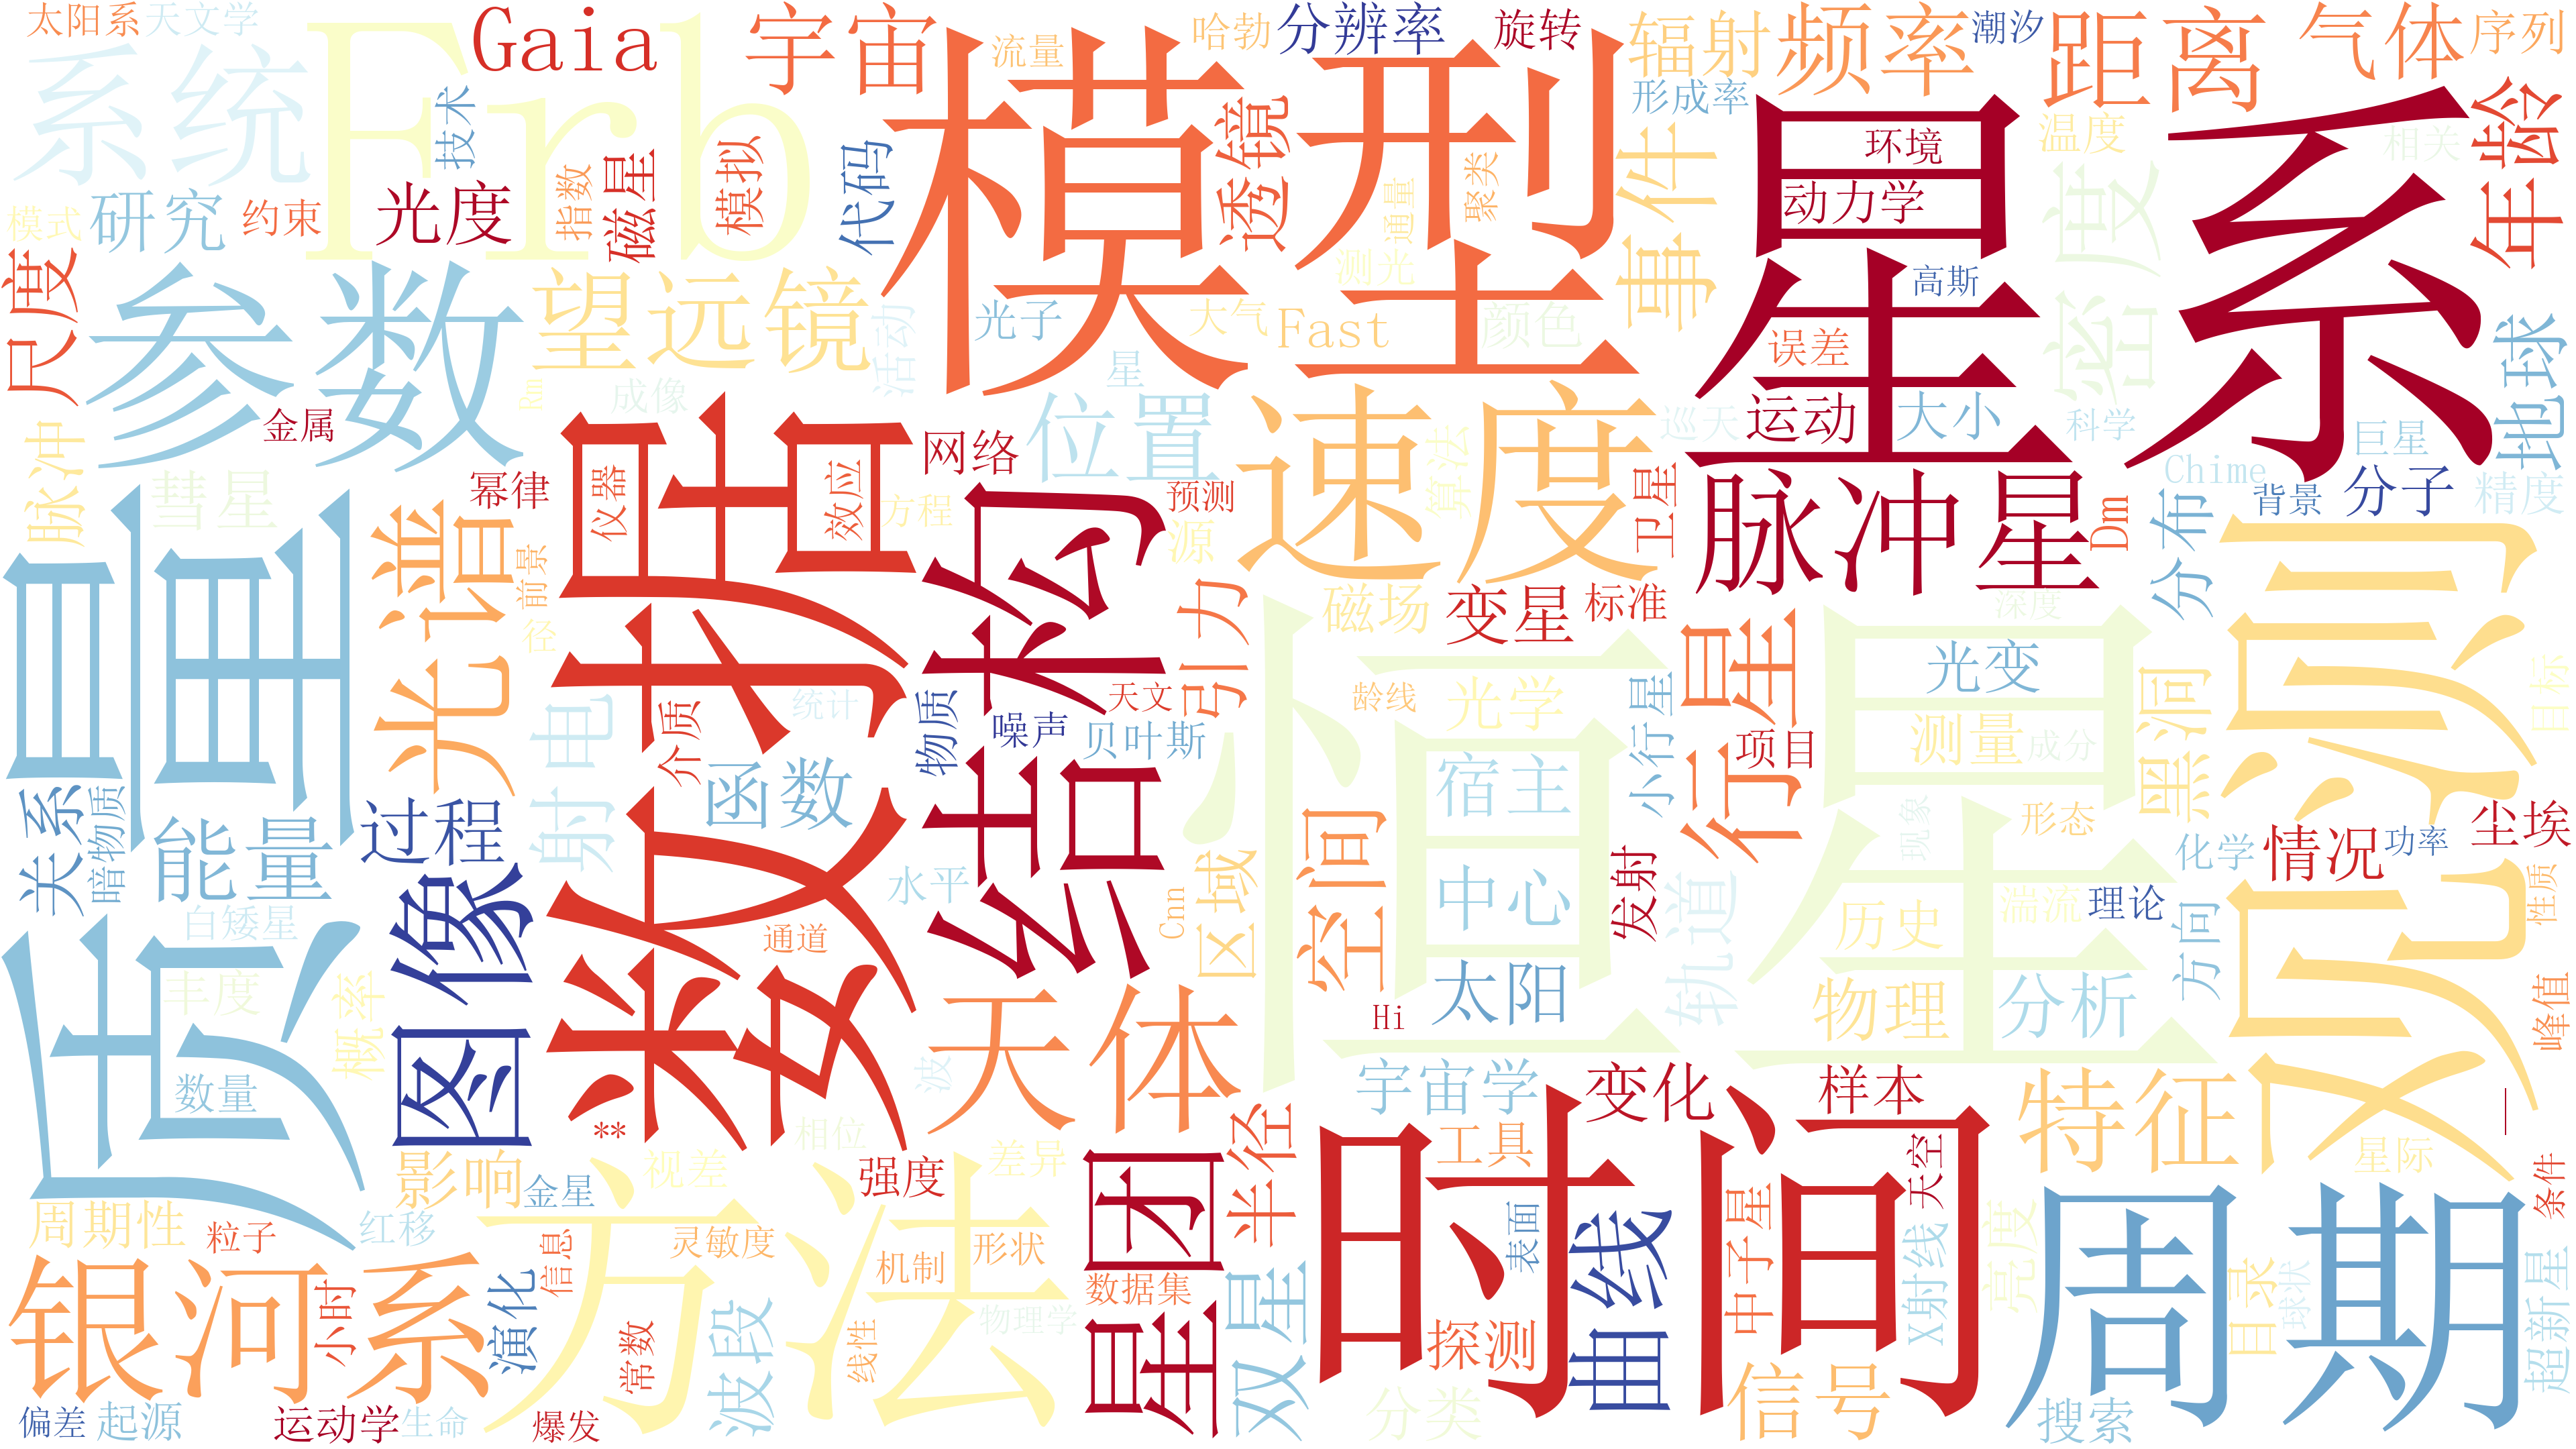 太阳系
天文学
系统
Frb
Gaia
宇宙
流量
哈勃
分辨率
旋转
辐射
频率
潮汐
距离
气体
序列
模型
星系
技术
形成率
年龄
环境
温度
相关
研究
约束
光度
指数
磁星
模拟
代码
透镜
聚类
通量
事件
动力学
密度
模式
尺度
参数
望远镜
活动
光子
大气
测光
Fast
颜色
高斯
误差
地球
Rm
成像
星
金属
速度
位置
巡天
运动
大小
科学
巨星
脉冲
彗星
幂律
仪器
效应
网络
方程
预测
源
算法
卫星
脉冲星
Chime
Dm
背景
分子
精度
质量
光谱
数据
结构
前景
径
引力
磁场
变星
标准
分布
深度
观测
射电
介质
统计
物质
噪声
天文
贝叶斯
龄线
光学
小行星
行星
项目
光变
测量
成分
黑洞
目标
恒星
关系
暗物质
能量
过程
函数
水平
Cnn
区域
空间
宿主
中心
发射
现象
形态
化学
情况
功率
尘埃
白矮星
图像
通道
轨道
历史
湍流
理论
方向
性质
丰度
概率
太阳
物理
分析
峰值
数量
天体
Hi
波
相位
**
宇宙学
变化
样本
特征
星际
影响
金星
视差
强度
差异
星团
半径
工具
时间
天空
条件
周期性
粒子
红移
方法
灵敏度
机制
形状
数据集
双星
表面
曲线
中子星
X射线
亮度
周期
目录
球状
超新星
银河系
小时
演化
信息
常数
波段
线性
物理学
探测
分类
信号
搜索
偏差
起源
运动学
生命
爆发